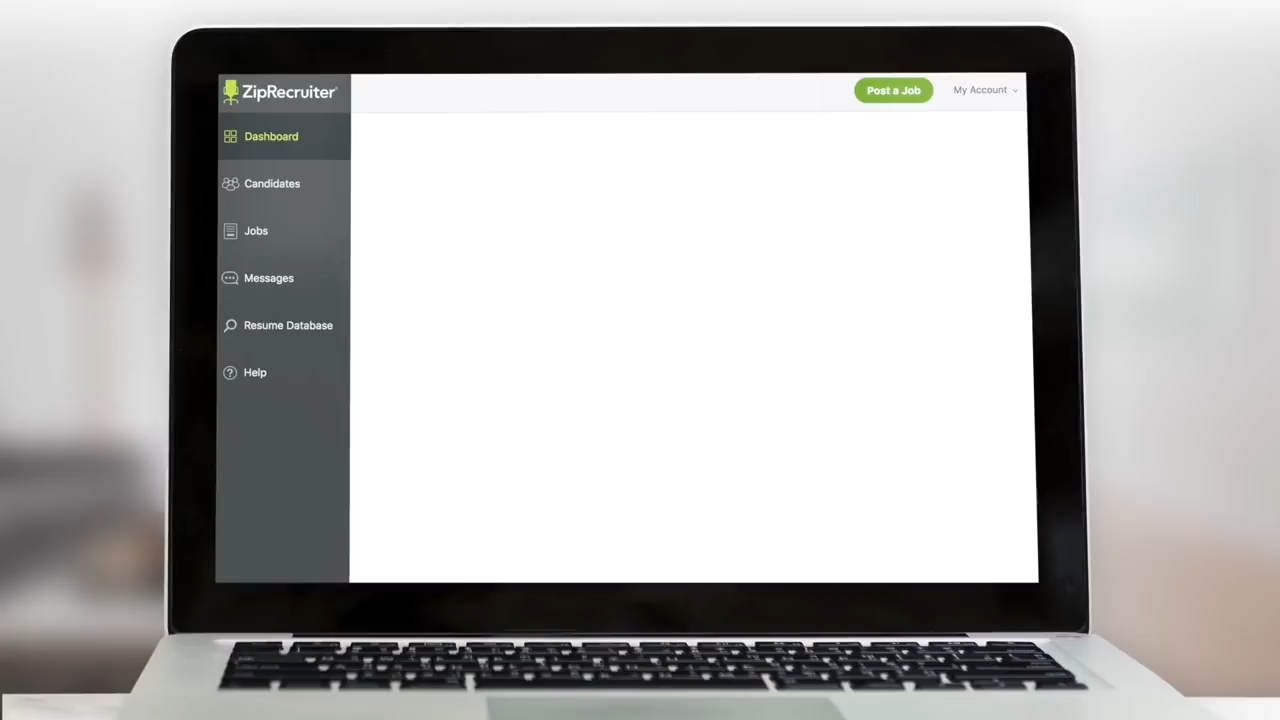 ZipRecruiter
Post a Job
My Account
Dashboard
Candidates
Jobs
Messages
Resume Database
Help